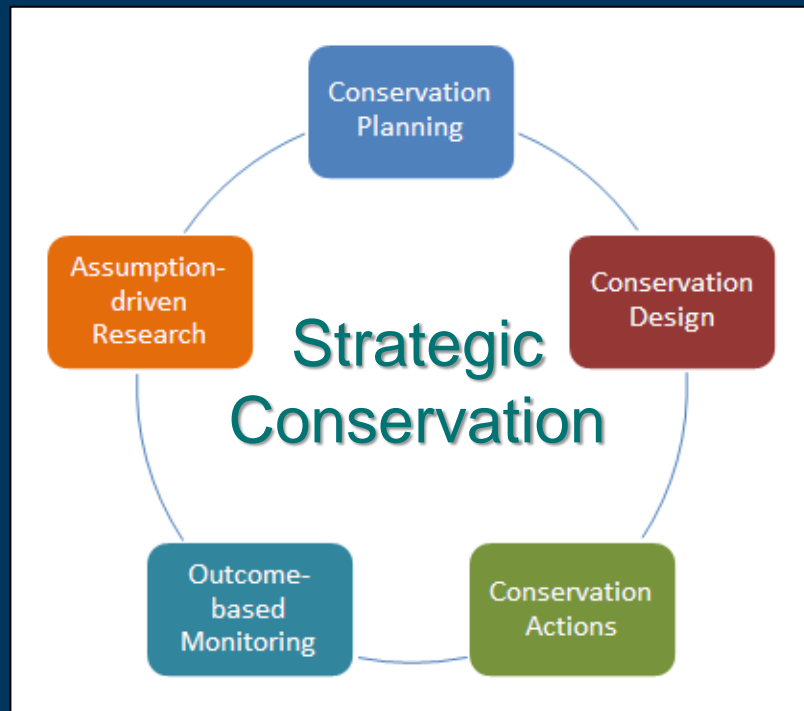 Conservation
Planning
Assumption-
driven
Research
Conservation
Design
Strategic
Conservation
Outcome-
based
Monitoring
Conservation
Actions